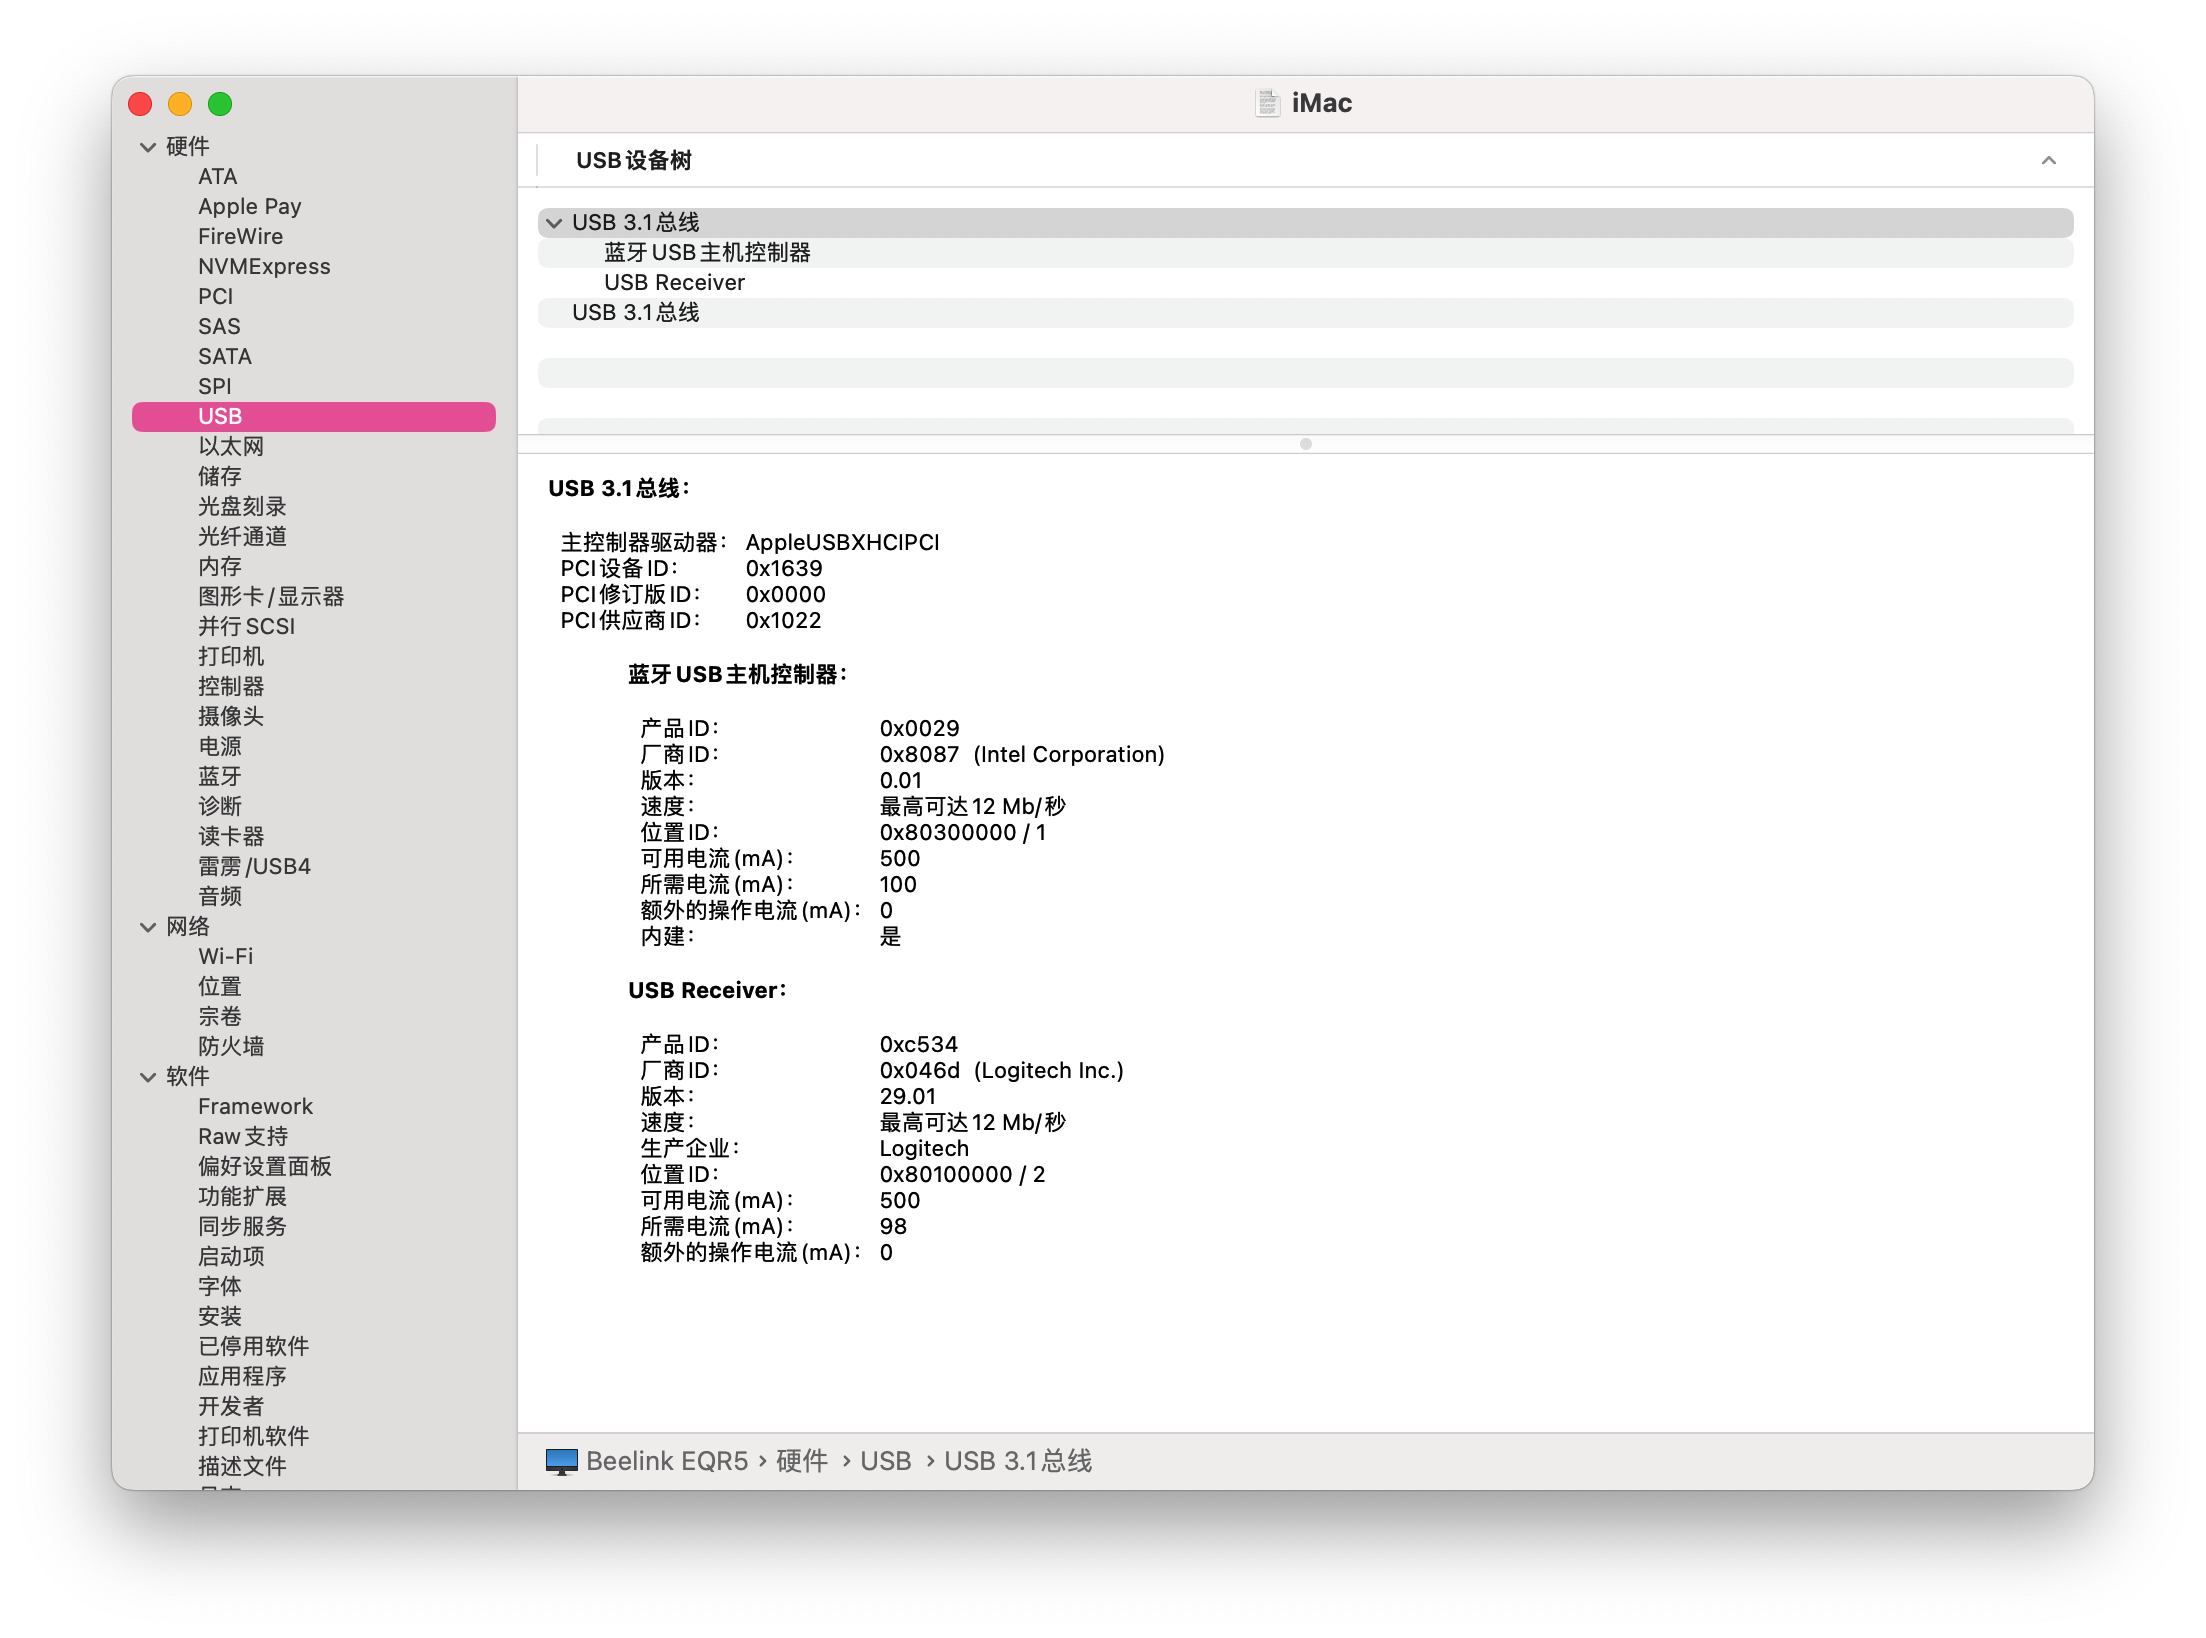 硬件
ATA
Apple Pay
FireWire
NVMExpress
PCI
SAS
SATA
SPI
USB
以太网
储存
光盘刻录
光纤通道
内存
图形卡/显示器
并行SCSI
打印机
控制器
摄像头
电源
蓝牙
诊断
读卡器
雷雳/USB4
音频
网络
Wi-Fi
位置
宗卷
防火墙
软件
Framework
Raw支持
偏好设置面板
功能扩展
同步服务
启动项
字体
安装
已停用软件
应用程序
开发者
打印机软件
描述文件
iMac
USB设备树
USB 3.1总线
蓝牙USB主机控制器
USB Receiver
USB 3.1总线
USB 3.1总线：
主控制器驱动器： AppleUSBXHCIPCI
PCI设备ID： 0x1639
PCI修订版ID： 0x0000
PCI供应商ID： 0x1022
蓝牙USB主机控制器：
产品ID： 0x0029
厂商ID： 0x8087 (Intel Corporation)
版本： 0.01
速度： 最高可达12 Mb/秒
位置ID： 0x80300000 / 1
可用电流(mA)： 500
所需电流(mA)： 100
额外的操作电流(mA)： 0
内建： 是
USB Receiver：
产品ID： 0xc534
厂商ID： 0x046d (Logitech Inc.)
版本： 29.01
速度： 最高可达12 Mb/秒
生产企业： Logitech
位置ID： 0x80100000 / 2
可用电流(mA)： 500
所需电流(mA)： 98
额外的操作电流(mA)： 0
Beelink EQR5 › 硬件 › USB › USB 3.1总线